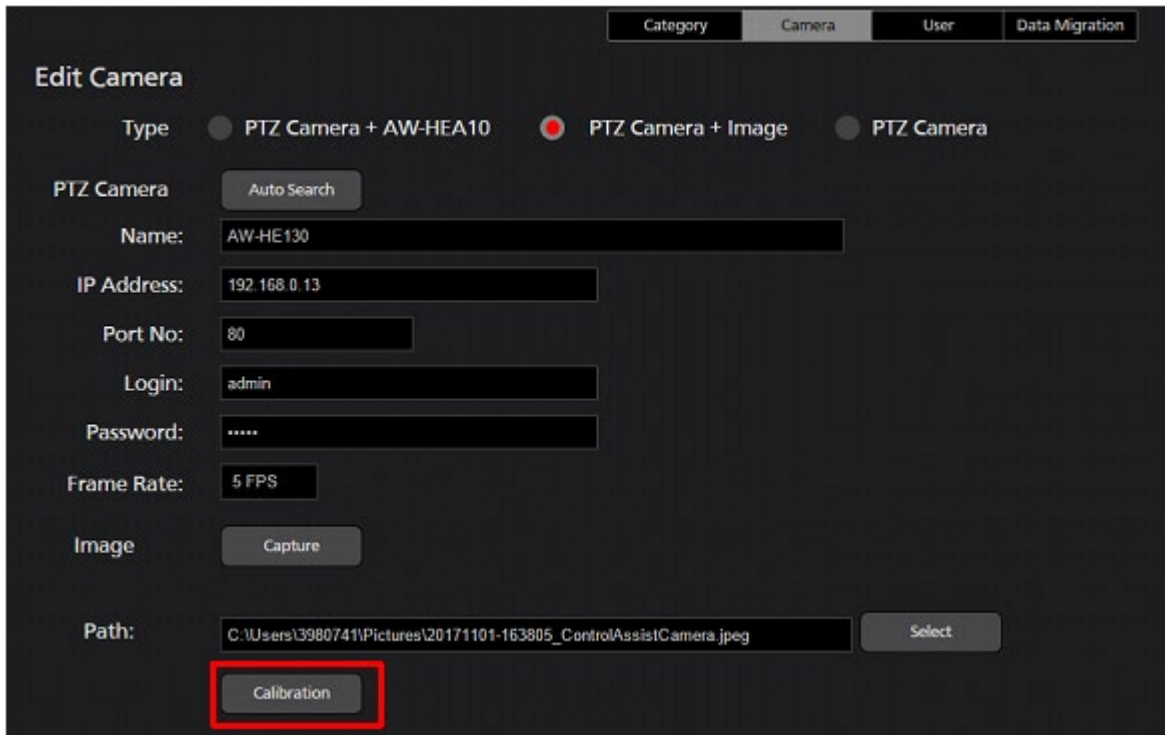 Category Camera User Data Migration
Edit Camera
Type PTZ Camera + AW-HEA10 PTZ Camera + Image PTZ Camera
PTZ Camera Auto Search
Name: AW-HE130
IP Address: 192.168.0.13
Port No: 80
Login: admin
Password: •••••
Frame Rate: 5 FPS
Image Capture
Path: C:\Users\3980741\Pictures\20171101-163805_ControlAssistCamera.jpeg Select
Calibration